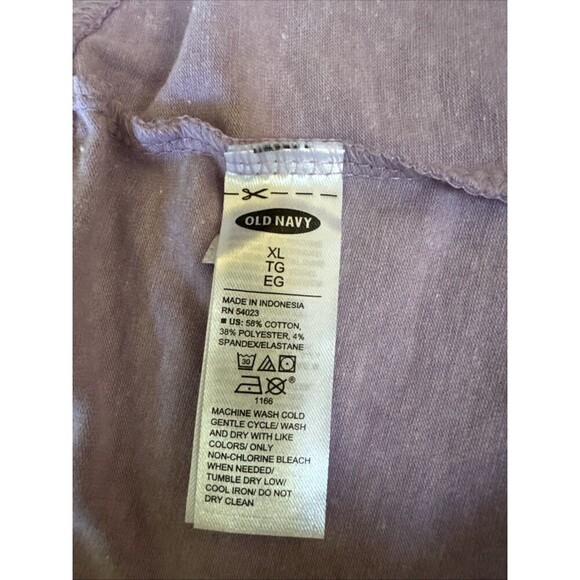 OLD NAVY
XL
TG
EG
MADE IN INDONESIA
RN 54023
■ US: 58% COTTON,
38% POLYESTER, 4%
SPANDEX/ELASTANE
30
®
1166
MACHINE WASH COLD
GENTLE CYCLE/ WASH
AND DRY WITH LIKE
COLORS/ ONLY
NON-CHLORINE BLEACH
WHEN NEEDED/
TUMBLE DRY LOW/
COOL IRON/ DO NOT
DRY CLEAN